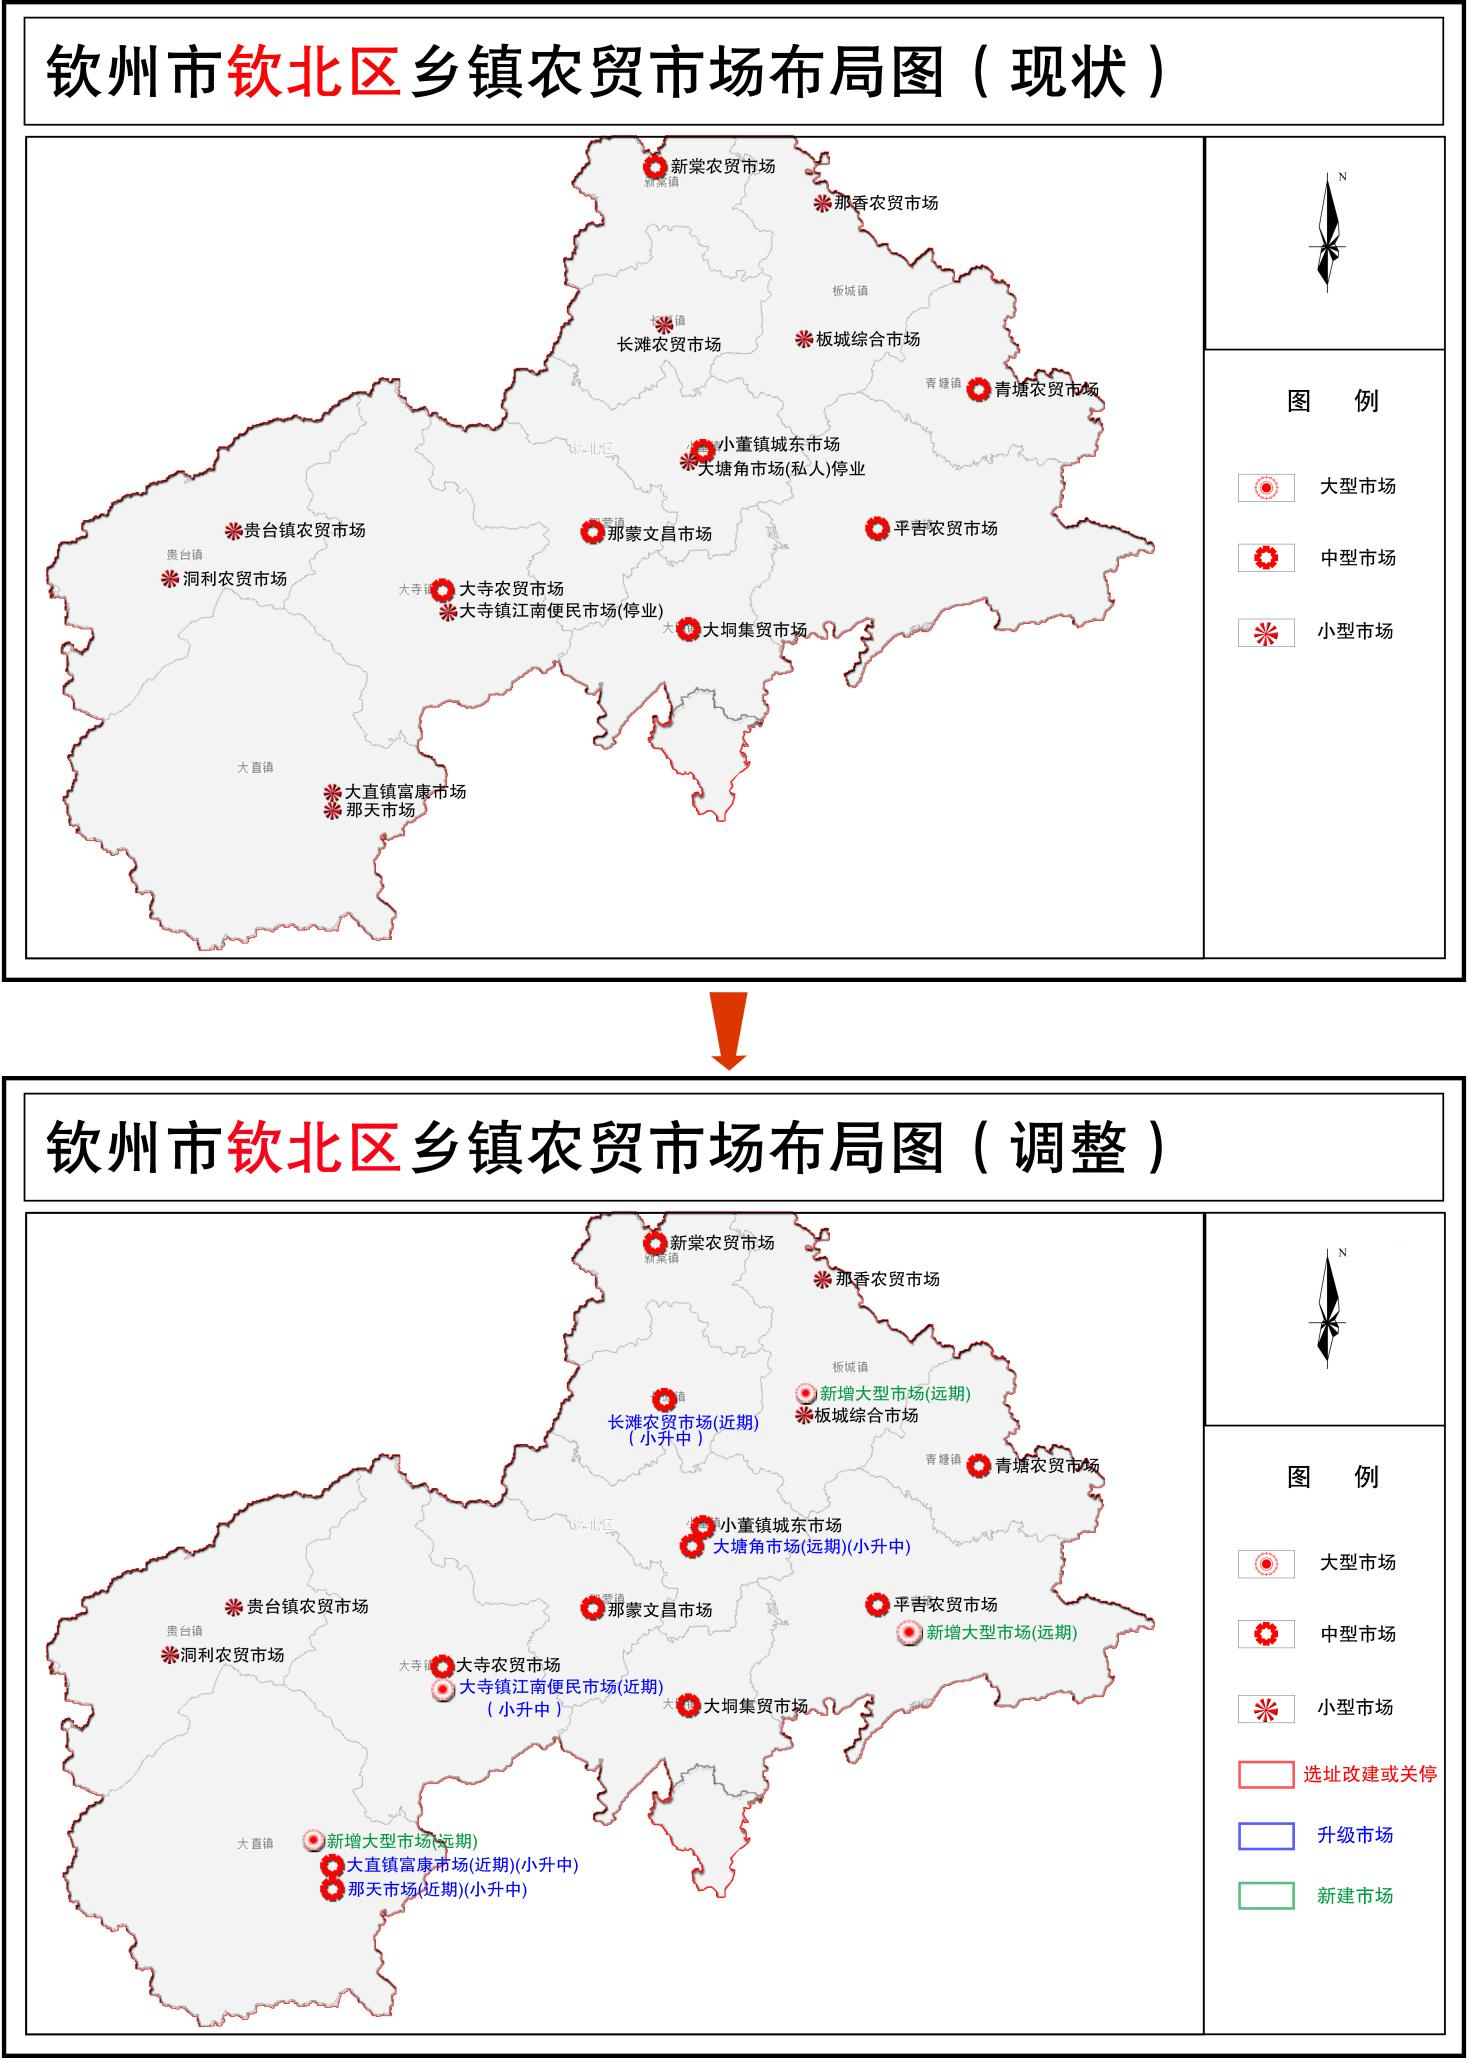 钦州市钦北区乡镇农贸市场布局图（现状）
N
新棠农贸市场
新棠镇
那香农贸市场
板城镇
镇
长滩农贸市场
板城综合市场
青塘镇
青塘农贸市场
图 例
钦北区
小董镇城东市场
大塘角市场(私人)停业
大型市场
贵台镇农贸市场
那蒙文昌市场
平吉农贸市场
贵台镇
中型市场
洞利农贸市场
大寺镇
大寺农贸市场
大寺镇江南便民市场(停业)
大垌集贸市场
小型市场
大直镇
大直镇富康市场
那天市场
钦州市钦北区乡镇农贸市场布局图（调整）
N
新棠农贸市场
新棠镇
那香农贸市场
板城镇
新增大型市场(远期)
镇
长滩农贸市场(近期)
（小升中）
板城综合市场
青塘镇
青塘农贸市场
图 例
钦北区
小董镇城东市场
大塘角市场(远期)(小升中)
大型市场
贵台镇农贸市场
那蒙文昌市场
平吉农贸市场
新增大型市场(远期)
贵台镇
中型市场
洞利农贸市场
大寺镇
大寺农贸市场
大寺镇江南便民市场(近期)
（小升中）
大垌集贸市场
小型市场
选址改建或关停
大直镇
新增大型市场(远期)
大直镇富康市场(近期)(小升中)
那天市场(近期)(小升中)
升级市场
新建市场